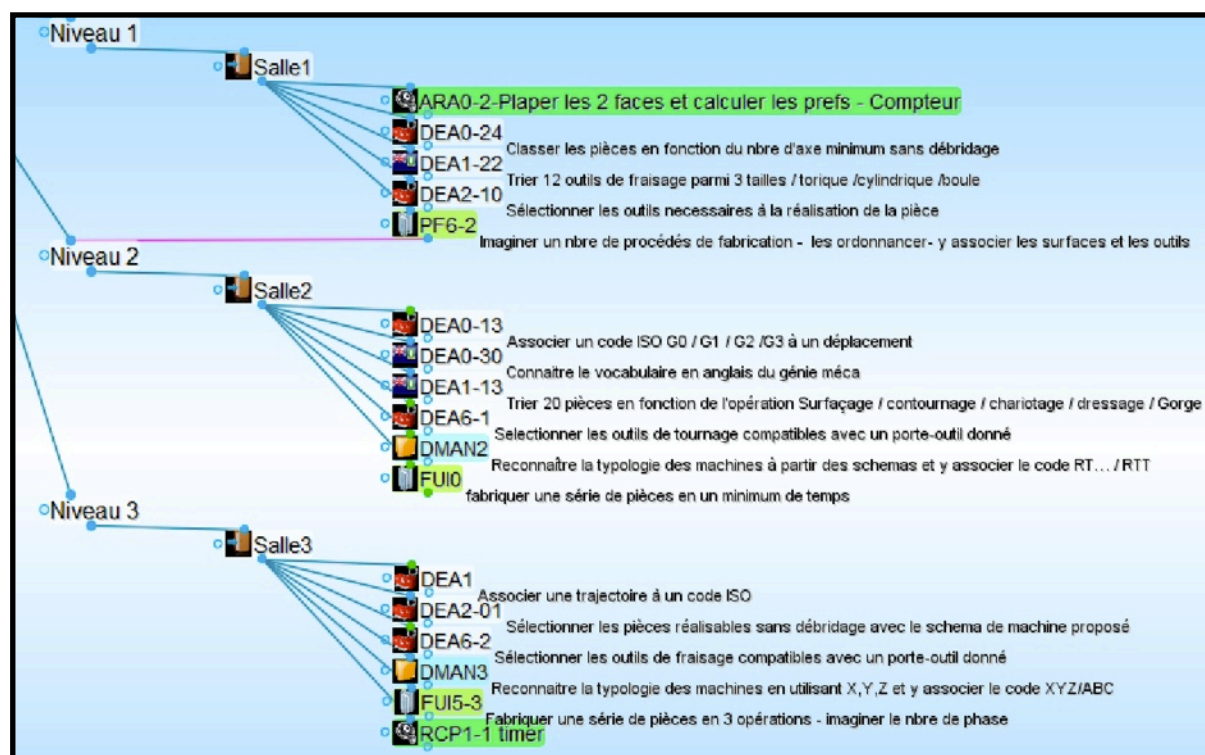 Niveau 1
Salle1
ARA0-2-Plaper les 2 faces et calculer les prefs - Compteur
DEA0-24
Classer les pièces en fonction du nbre d'axe minimum sans débridage
DEA1-22
Trier 12 outils de fraisage parmi 3 tailles / torique /cylindrique /boule
DEA2-10
Sélectionner les outils necessaires à la réalisation de la pièce
PF6-2
Imaginer un nbre de procédés de fabrication - les ordonnancer- y associer les surfaces et les outils
Niveau 2
Salle2
DEA0-13
Associer un code ISO G0 / G1 / G2 /G3 à un déplacement
DEA0-30
Connaitre le vocabulaire en anglais du génie méca
DEA1-13
Trier 20 pièces en fonction de l'opération Surfaçage / contournage / chariotage / dressage / Gorge
DEA6-1
Selectionner les outils de tournage compatibles avec un porte-outil donné
DMAN2
Reconnaître la typologie des machines à partir des schemas et y associer le code RT... / RTT
FUI0
fabriquer une série de pièces en un minimum de temps
Niveau 3
Salle3
DEA1
Associer une trajectoire à un code ISO
DEA2-01
Sélectionner les pièces réalisables sans débridage avec le schema de machine proposé
DEA6-2
Sélectionner les outils de fraisage compatibles avec un porte-outil donné
DMAN3
Reconnaitre la typologie des machines en utilisant X,Y,Z et y associer le code XYZ/ABC
FUI5-3
Fabriquer une série de pièces en 3 opérations - imaginer le nbre de phase
RCP1-1 timer